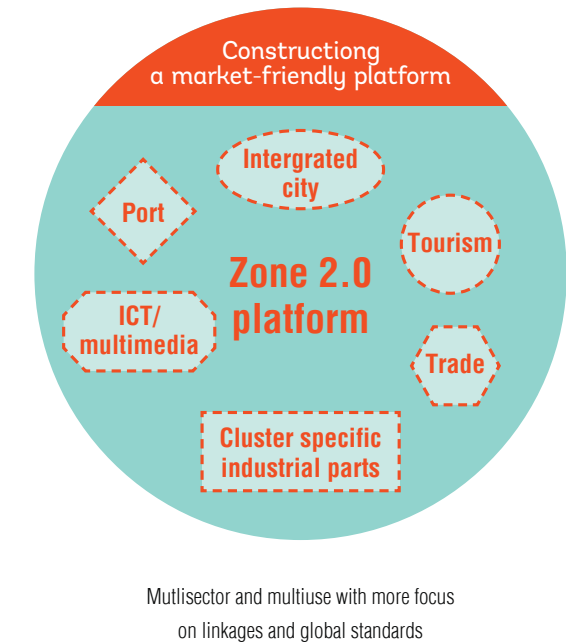 Constructiong
a market-friendly platform
Intergrated
city
Port
Tourism
Zone 2.0
platform
ICT/
multimedia
Trade
Cluster specific
industrial parts
Mutlisector and multiuse with more focus
on linkages and global standards